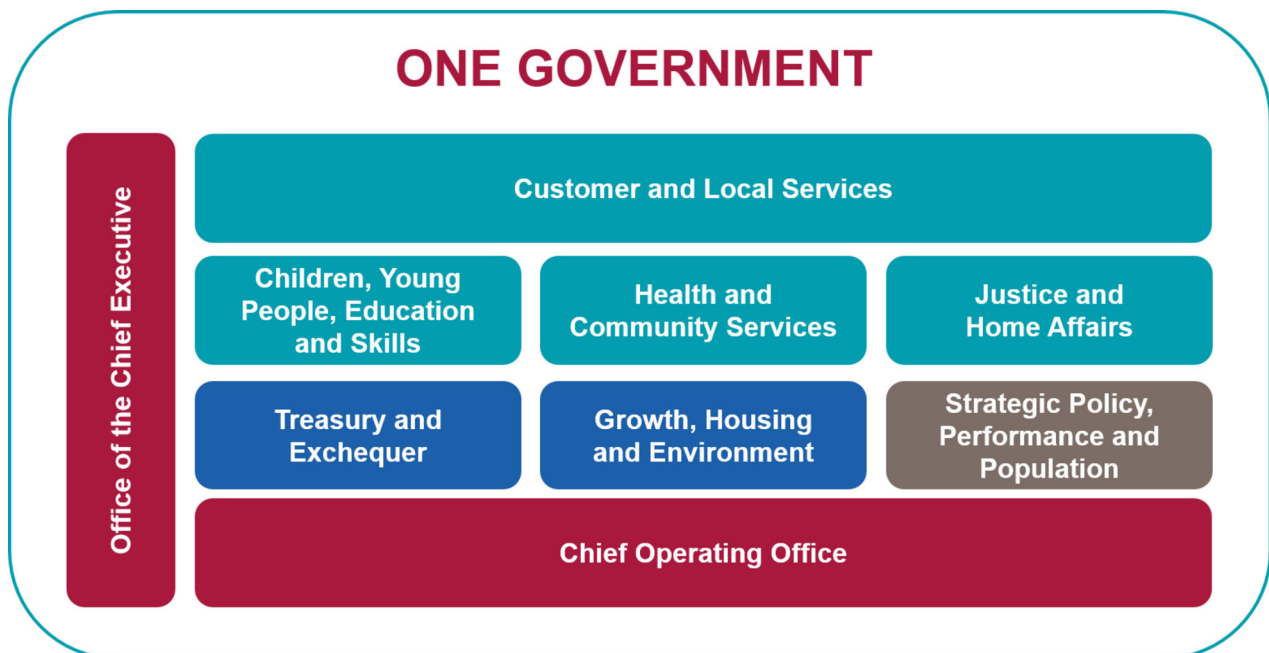 ONE GOVERNMENT
Office of the Chief Executive
Customer and Local Services
Children, Young
People, Education
and Skills
Health and
Community Services
Justice and
Home Affairs
Treasury and
Exchequer
Growth, Housing
and Environment
Strategic Policy,
Performance and
Population
Chief Operating Office